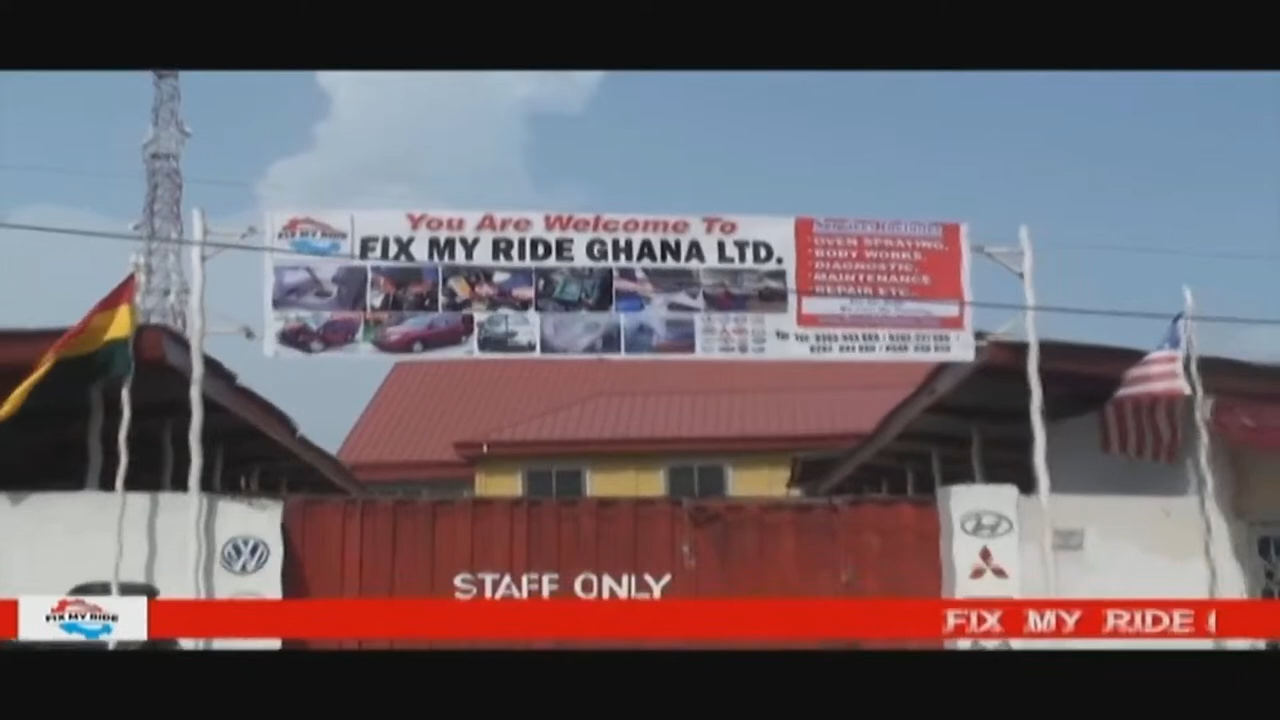 You Are Welcome To
FIX MY RIDE GHANA LTD.
FIX MY RIDE
OVEN SPRAYING,
BODY WORKS,
DIAGNOSTIC,
MAINTENANCE
REPAIR ETC.
STAFF ONLY
FIX MY RIDE
FIX MY RIDE